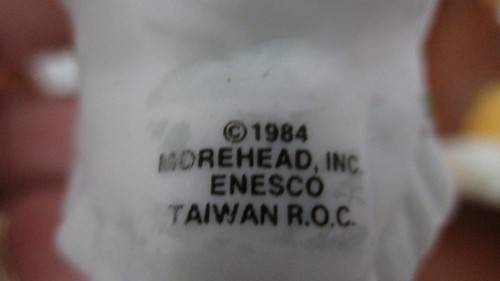 ©1984
MOREHEAD, INC.
ENESCO
TAIWAN R.O.C.